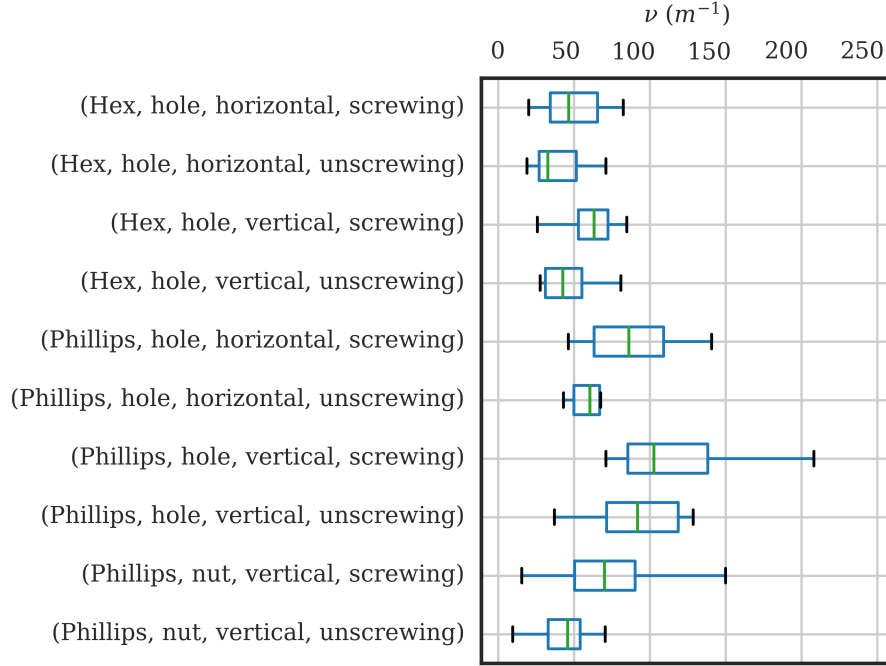 ν (m⁻¹)
0 50 100 150 200 250
(Hex, hole, horizontal, screwing)
(Hex, hole, horizontal, unscrewing)
(Hex, hole, vertical, screwing)
(Hex, hole, vertical, unscrewing)
(Phillips, hole, horizontal, screwing)
(Phillips, hole, horizontal, unscrewing)
(Phillips, hole, vertical, screwing)
(Phillips, hole, vertical, unscrewing)
(Phillips, nut, vertical, screwing)
(Phillips, nut, vertical, unscrewing)